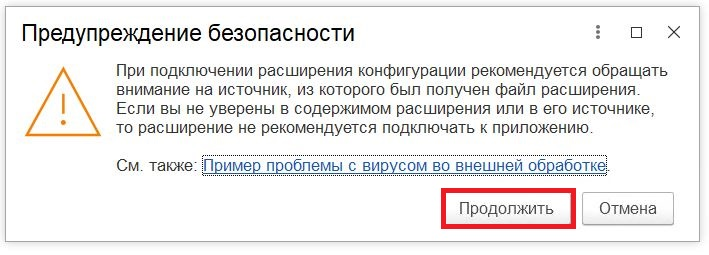 Предупреждение безопасности
При подключении расширения конфигурации рекомендуется обращать
внимание на источник, из которого был получен файл расширения.
Если вы не уверены в содержимом расширения или в его источнике,
то расширение не рекомендуется подключать к приложению.
См. также: Пример проблемы с вирусом во внешней обработке.
Продолжить
Отмена